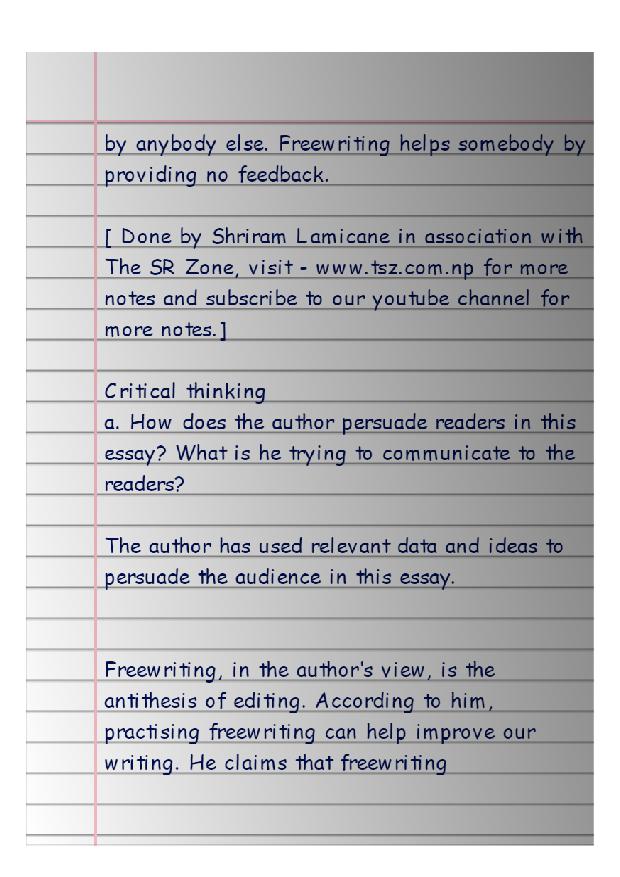 by anybody else. Freewriting helps somebody by
providing no feedback.
[ Done by Shriram Lamicane in association with
The SR Zone, visit - www.tsz.com.np for more
notes and subscribe to our youtube channel for
more notes.]
Critical thinking
a. How does the author persuade readers in this
essay? What is he trying to communicate to the
readers?
The author has used relevant data and ideas to
persuade the audience in this essay.
Freewriting, in the author's view, is the
antithesis of editing. According to him,
practising freewriting can help improve our
writing. He claims that freewriting